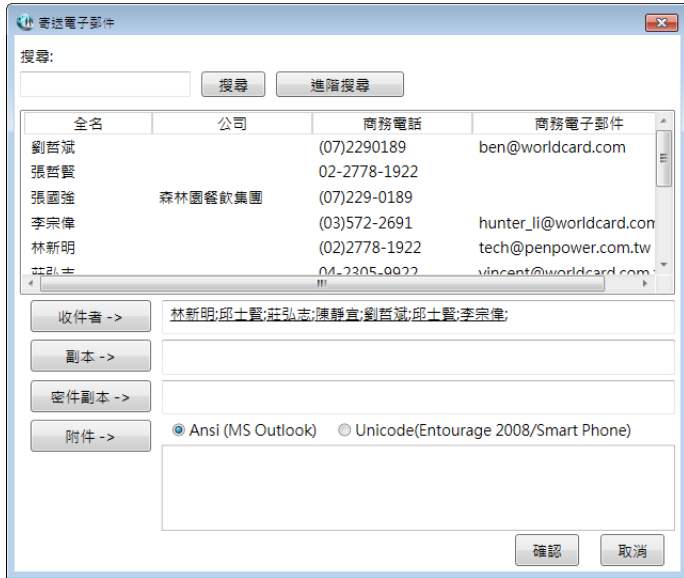 寄送電子郵件
搜尋:
搜尋 進階搜尋
全名 公司 商務電話 商務電子郵件
劉哲斌 (07)2290189 ben@worldcard.com
張哲賢 02-2778-1922
張國強 森林園餐飲集團 (07)229-0189
李宗偉 (03)572-2691 hunter_li@worldcard.com
林新明 (02)2778-1922 tech@penpower.com.tw
莊弘志 04-2305-9922 vincent@worldcard.com
收件者 -> 林新明;邱士賢;莊弘志;陳靜宜;劉哲斌;邱士賢;李宗偉;
副本 ->
密件副本 ->
附件 -> Ansi (MS Outlook) Unicode(Entourage 2008/Smart Phone)
確認 取消